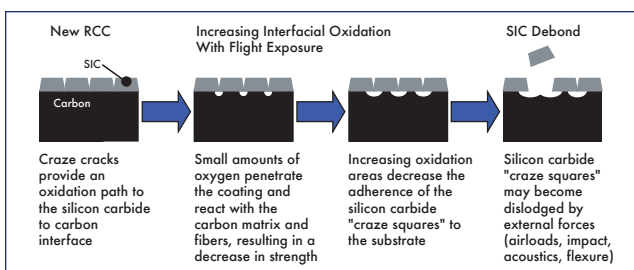 New RCC
SIC
Carbon
Craze cracks
provide an
oxidation path to
the silicon carbide
to carbon
interface
Increasing Interfacial Oxidation
With Flight Exposure
Small amounts of
oxygen penetrate
the coating and
react with the
carbon matrix and
fibers, resulting in a
decrease in strength
Increasing oxidation
areas decrease the
adherence of the
silicon carbide
"craze squares" to
the substrate
SIC Debond
Silicon carbide
"craze squares"
may become
dislodged by
external forces
(airloads, impact,
acoustics, flexure)